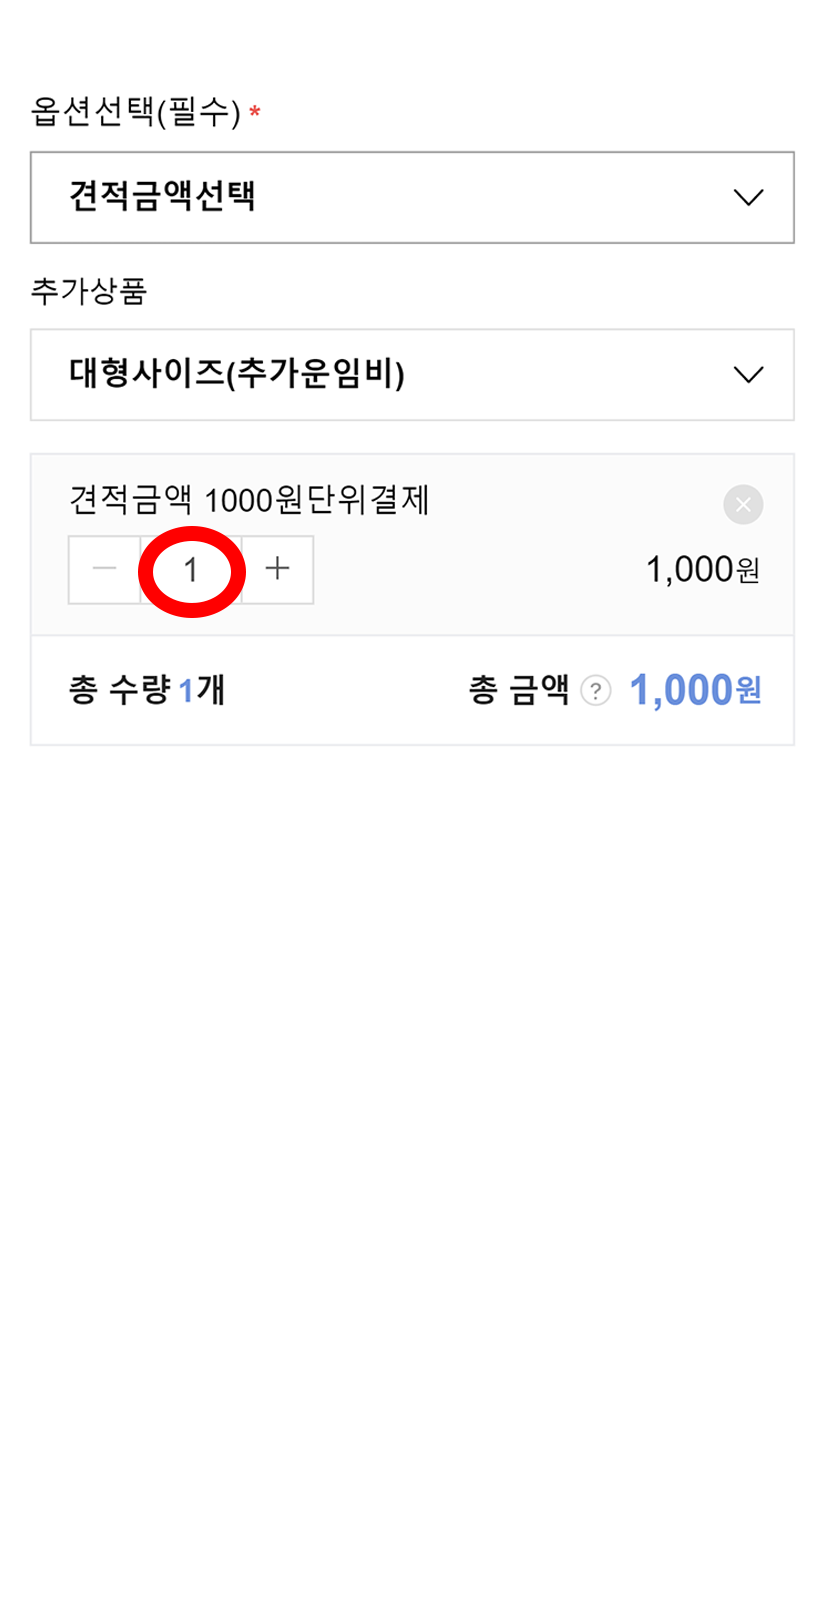 옵션선택(필수) *
견적금액선택
추가상품
대형사이즈(추가운임비)
견적금액 1000원단위결제
1
1,000원
총 수량 1개 총 금액 ? 1,000원